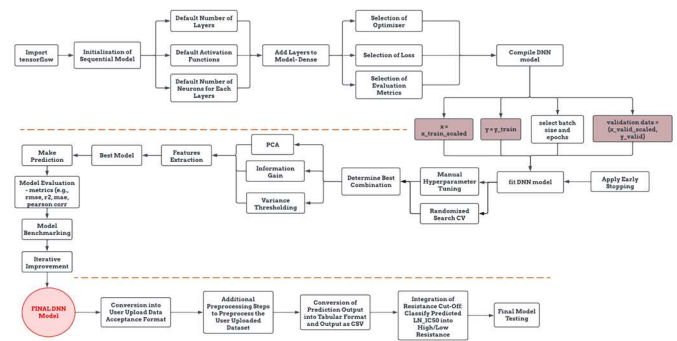 Import
tensorflow
Initialization of
Sequential Model
Default Number of
Layers
Default Activation
Functions
Default Number of
Neurons for Each
Layers
Add Layers to
Model- Dense
Selection of
Optimiser
Selection of Loss
Selection of
Evaluation
Metrics
Compile DNN
model
x =
x_train_scaled
y = y_train
select batch
size and
epochs
validation data =
(x_valid_scaled,
y_valid)
Make
Prediction
Best Model
Features
Extraction
PCA
Information
Gain
Variance
Thresholding
Determine Best
Combination
Manual
Hyperparameter
Tuning
Randomized
Search CV
fit DNN model
Apply Early
Stopping
Model Evaluation
- metrics (e.g.,
rmse, r2, mae,
pearson corr
Model
Benchmarking
Iterative
Improvement
FINAL DNN
Model
Conversion into
User Upload Data
Acceptance Format
Additional
Preprocessing Steps
to Preprocess the
User Uploaded
Dataset
Conversion of
Prediction Output
into Tabular Format
and Output as CSV
Integration of
Resistance Cut-Off:
Classify Predicted
LN_IC50 into
High/Low
Resistance
Final Model
Testing